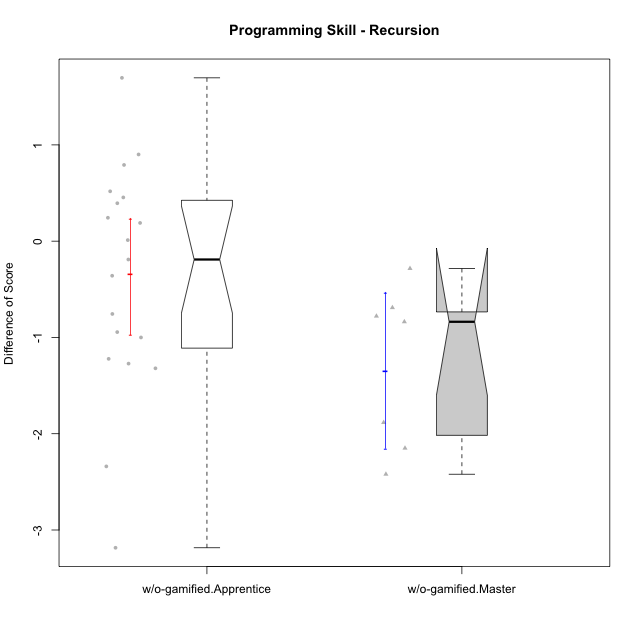 Programming Skill - Recursion
Difference of Score
1
0
-1
-2
-3
w/o-gamified.Apprentice
w/o-gamified.Master